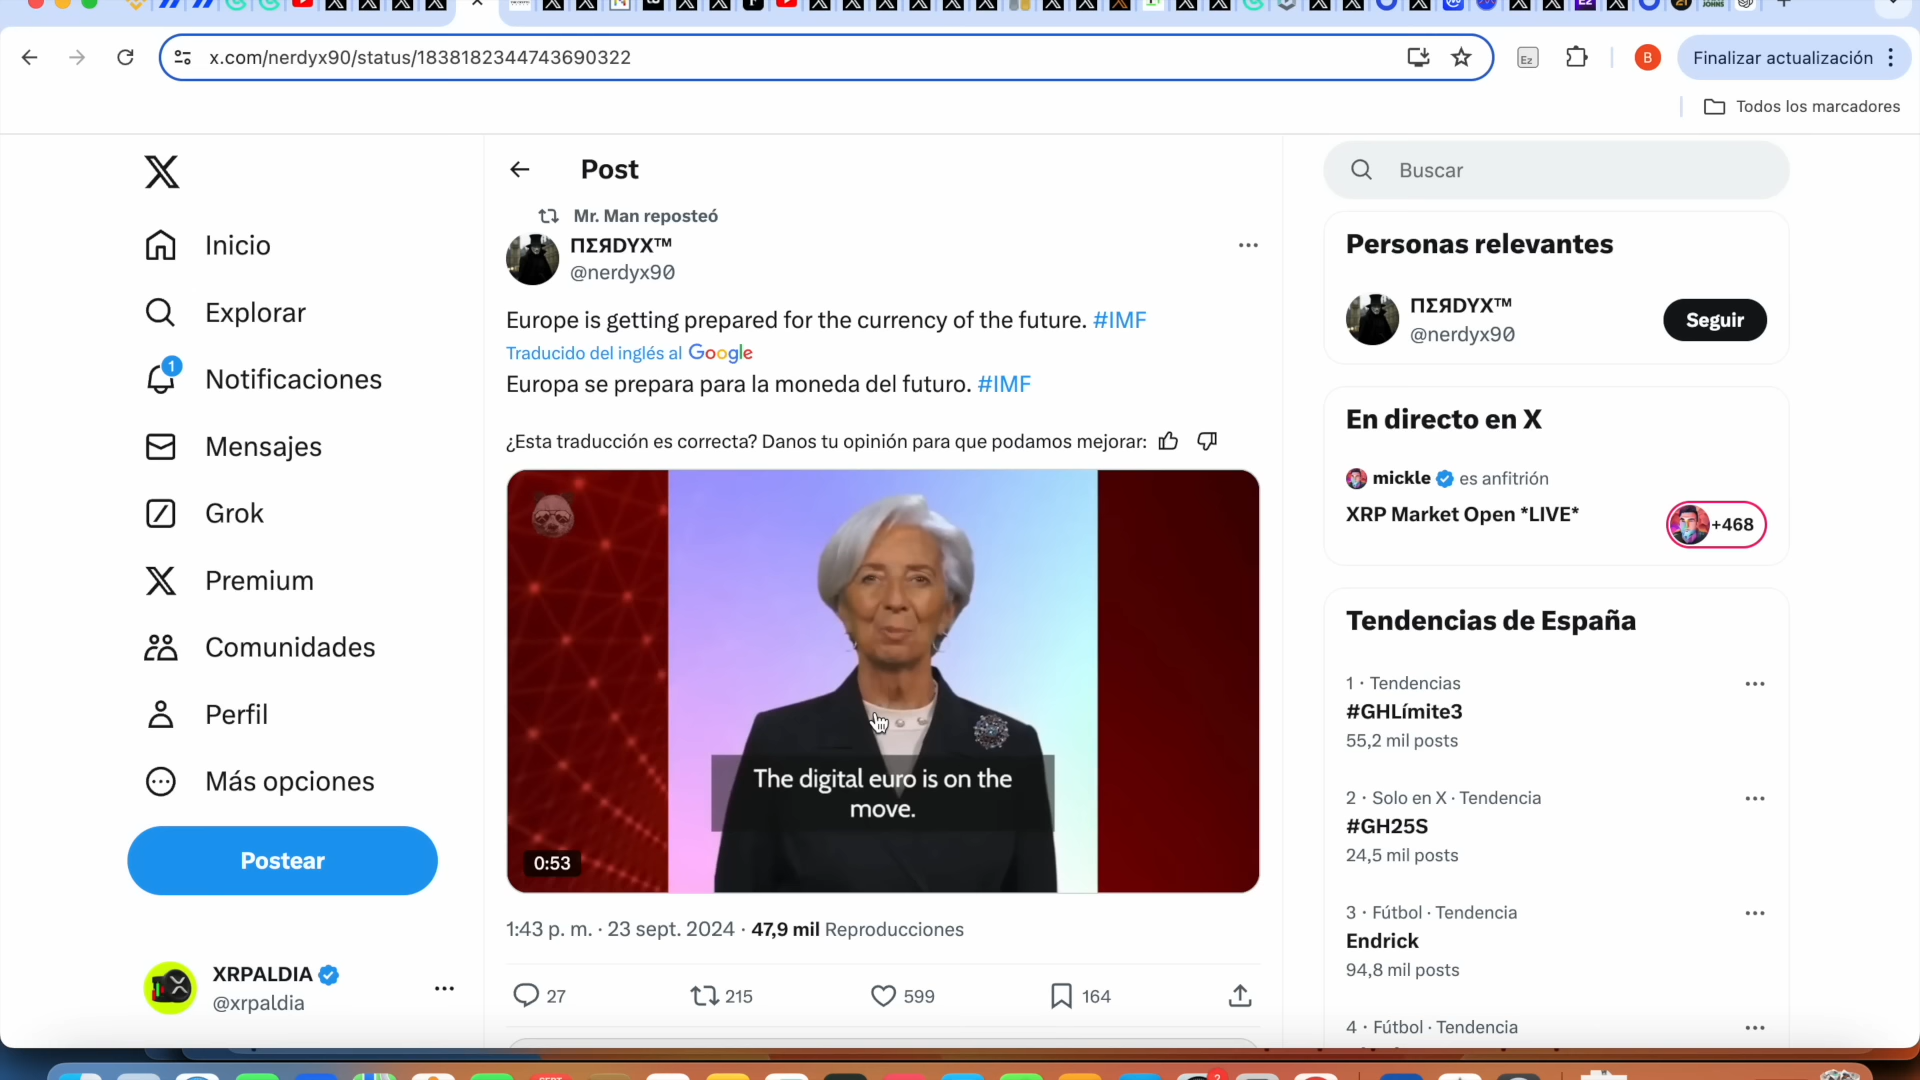 x.com/nerdyx90/status/1838182344743690322
Ez
B
Finalizar actualización
Todos los marcadores
Inicio
Explorar
1
Notificaciones
Mensajes
Grok
Premium
Comunidades
Perfil
Más opciones
Postear
XRPALDIA
@xrpaldia
Post
Mr. Man reposteó
ΠΣЯDYX™
@nerdyx90
Europe is getting prepared for the currency of the future. #IMF
Traducido del inglés al Google
Europa se prepara para la moneda del futuro. #IMF
¿Esta traducción es correcta? Danos tu opinión para que podamos mejorar:
The digital euro is on the
move.
0:53
1:43 p. m. · 23 sept. 2024 · 47,9 mil Reproducciones
27
215
599
164
Buscar
Personas relevantes
ΠΣЯDYX™
@nerdyx90
Seguir
En directo en X
mickle es anfitrión
XRP Market Open *LIVE*
+468
Tendencias de España
1 · Tendencias
#GHLímite3
55,2 mil posts
2 · Solo en X · Tendencia
#GH25S
24,5 mil posts
3 · Fútbol · Tendencia
Endrick
94,8 mil posts
4 · Fútbol · Tendencia